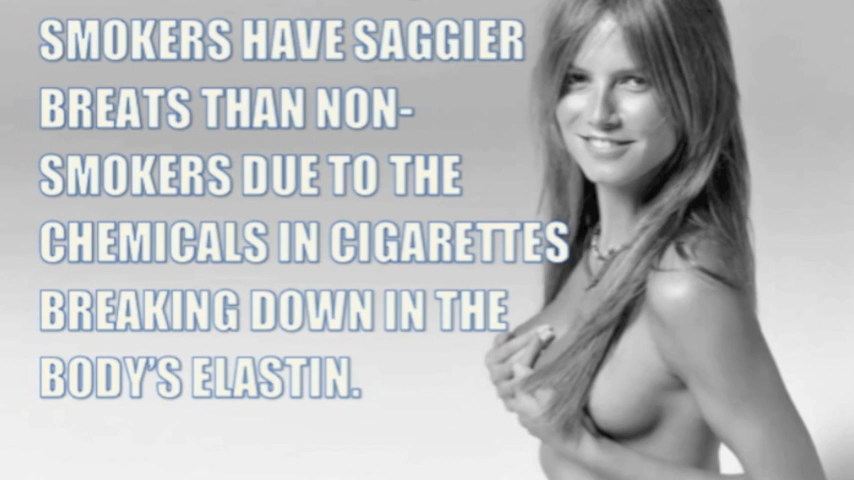 SMOKERS HAVE SAGGIER
BREATS THAN NON-
SMOKERS DUE TO THE
CHEMICALS IN CIGARETTES
BREAKING DOWN IN THE
BODY'S ELASTIN.